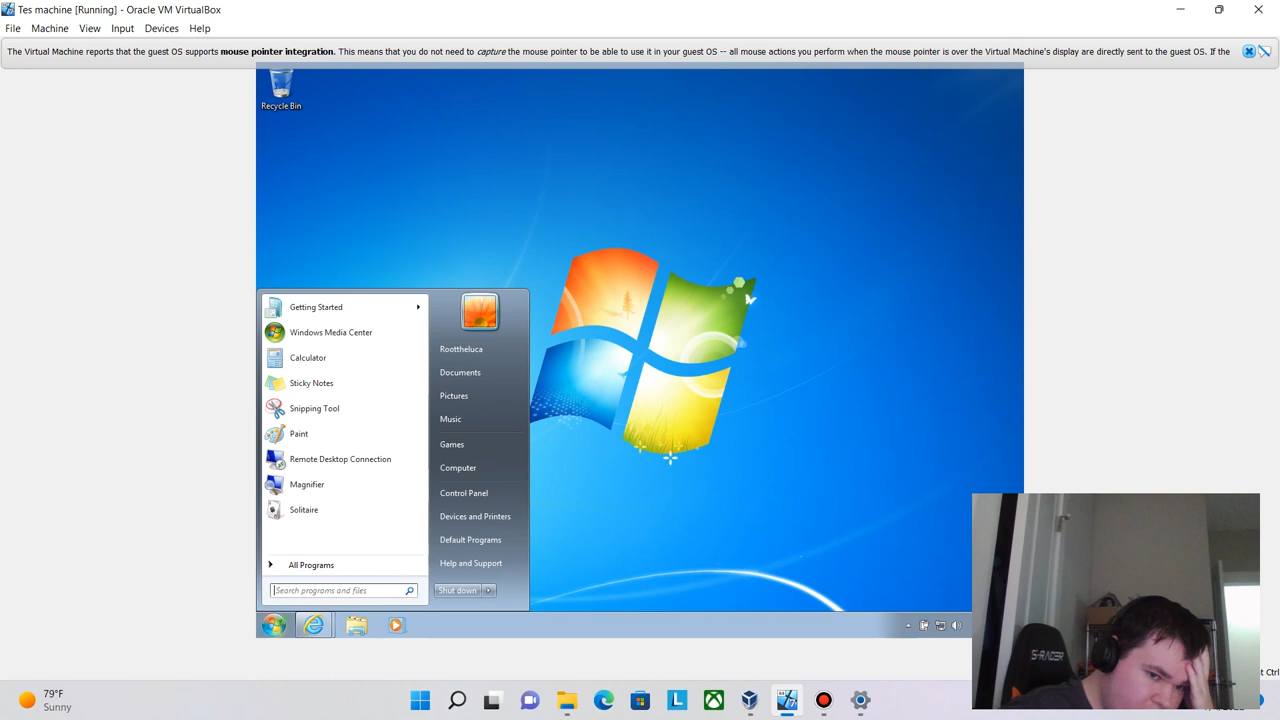 Tes machine [Running] - Oracle VM VirtualBox
File Machine View Input Devices Help
The Virtual Machine reports that the guest OS supports mouse pointer integration. This means that you do not need to capture the mouse pointer to be able to use it in your guest OS -- all mouse actions you perform when the mouse pointer is over the Virtual Machine's display are directly sent to the guest OS. If the
Recycle Bin
Getting Started
Windows Media Center
Calculator
Sticky Notes
Snipping Tool
Paint
Remote Desktop Connection
Magnifier
Solitaire
All Programs
Search programs and files
Roottheluca
Documents
Pictures
Music
Games
Computer
Control Panel
Devices and Printers
Default Programs
Help and Support
Shut down
S-RACER
Ctrl
79°F
Sunny